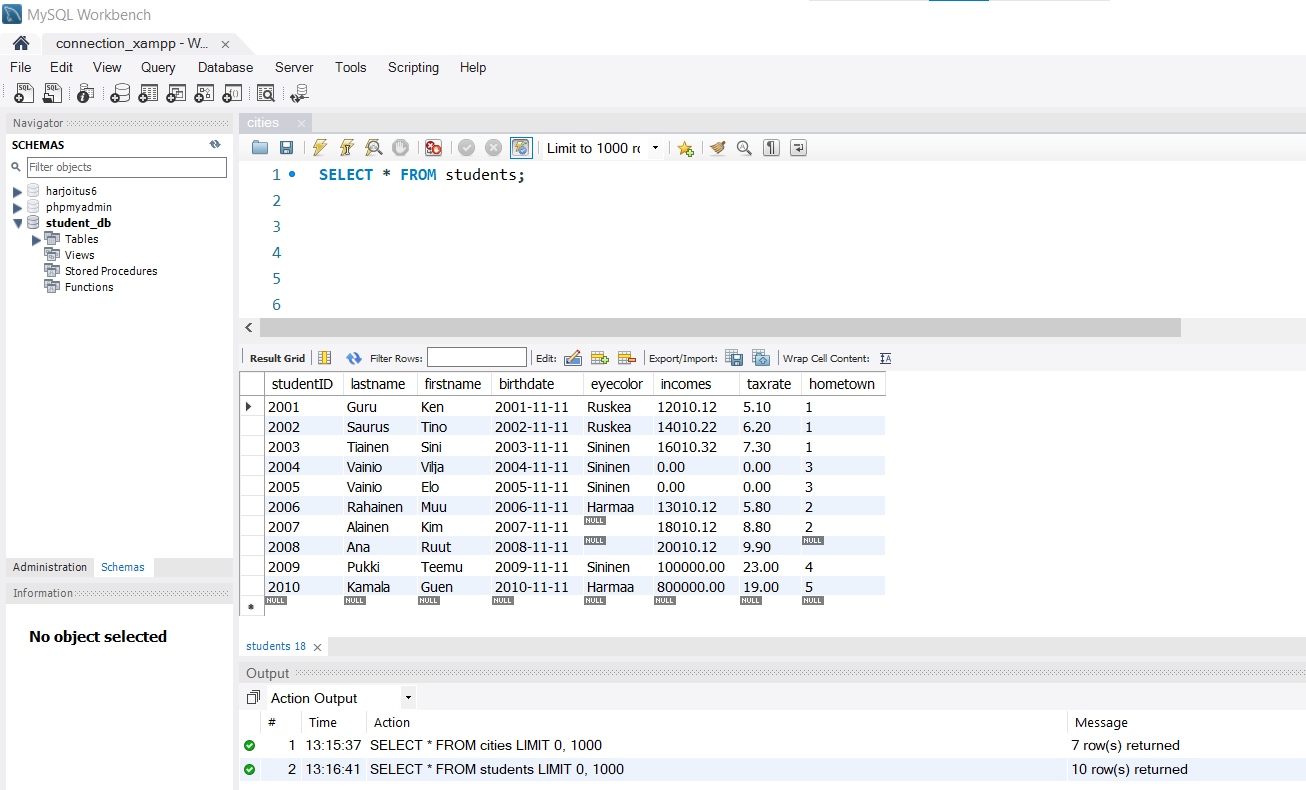 MySQL Workbench
connection_xampp - W... ×
File Edit View Query Database Server Tools Scripting Help
Navigator
SCHEMAS
Filter objects
harjoitus6
phpmyadmin
student_db
Tables
Views
Stored Procedures
Functions
Administration Schemas
Information
No object selected
cities ×
Limit to 1000 ro
1 SELECT * FROM students;
2
3
4
5
6
Result Grid Filter Rows: Edit: Export/Import: Wrap Cell Content:
studentID lastname firstname birthdate eyecolor incomes taxrate hometown
2001 Guru Ken 2001-11-11 Ruskea 12010.12 5.10 1
2002 Saurus Tino 2002-11-11 Ruskea 14010.22 6.20 1
2003 Tiainen Sini 2003-11-11 Sininen 16010.32 7.30 1
2004 Vainio Vilja 2004-11-11 Sininen 0.00 0.00 3
2005 Vainio Elo 2005-11-11 Sininen 0.00 0.00 3
2006 Rahainen Muu 2006-11-11 Harmaa 13010.12 5.80 2
2007 Alainen Kim 2007-11-11 NULL 18010.12 8.80 2
2008 Ana Ruut 2008-11-11 NULL 20010.12 9.90 NULL
2009 Pukki Teemu 2009-11-11 Sininen 100000.00 23.00 4
2010 Kamala Guen 2010-11-11 Harmaa 800000.00 19.00 5
NULL NULL NULL NULL NULL NULL NULL NULL
students 18 ×
Output
Action Output
# Time Action Message
1 13:15:37 SELECT * FROM cities LIMIT 0, 1000 7 row(s) returned
2 13:16:41 SELECT * FROM students LIMIT 0, 1000 10 row(s) returned